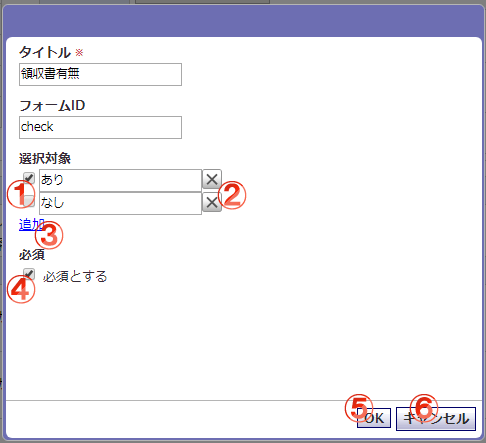 タイトル ※
領収書有無
フォームID
check
選択対象
あり
① なし ②
追加 ③
必須
④ 必須とする
⑤ OK ⑥ キャンセル